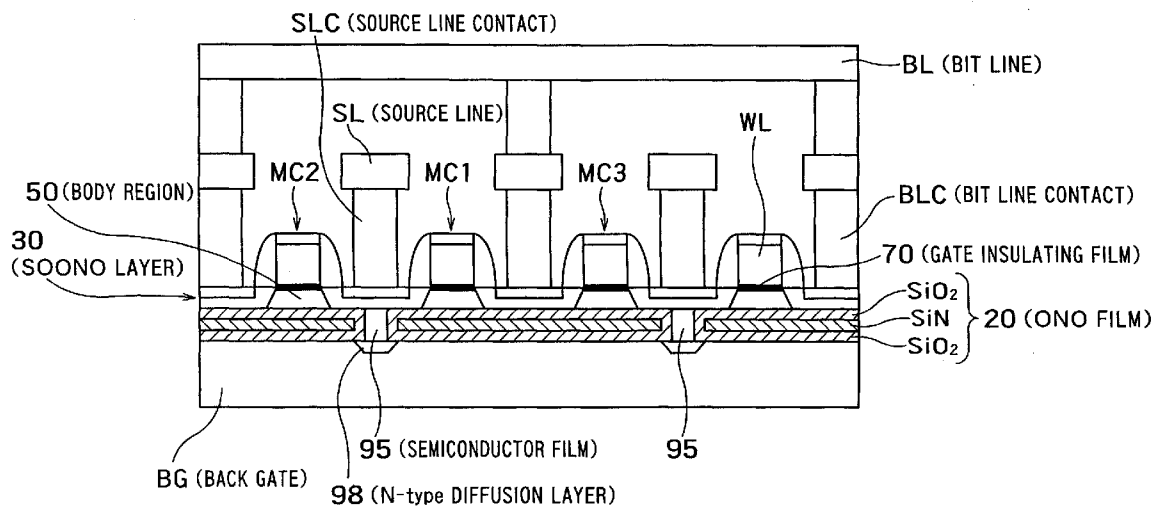 SLC (SOURCE LINE CONTACT)
BL (BIT LINE)
SL (SOURCE LINE)
WL
MC2
MC1
MC3
50 (BODY REGION)
BLC (BIT LINE CONTACT)
30
(SOONO LAYER)
70 (GATE INSULATING FILM)
SiO₂
SiN
20 (ONO FILM)
SiO₂
95 (SEMICONDUCTOR FILM)
95
BG (BACK GATE)
98 (N-type DIFFUSION LAYER)